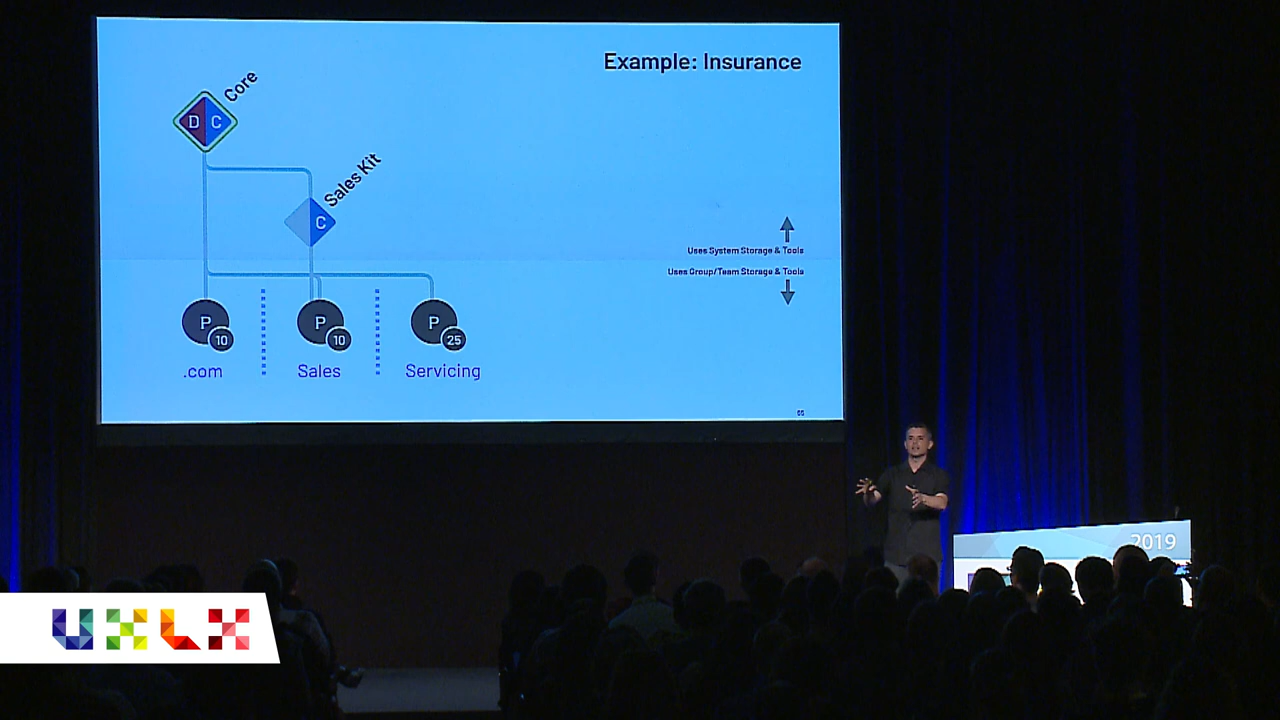 Example: Insurance
Core
D C
Sales Kit
C
Uses System Storage & Tools
Uses Group/Team Storage & Tools
P 10
P 10
P 25
.com
Sales
Servicing
66
2019
UXLX